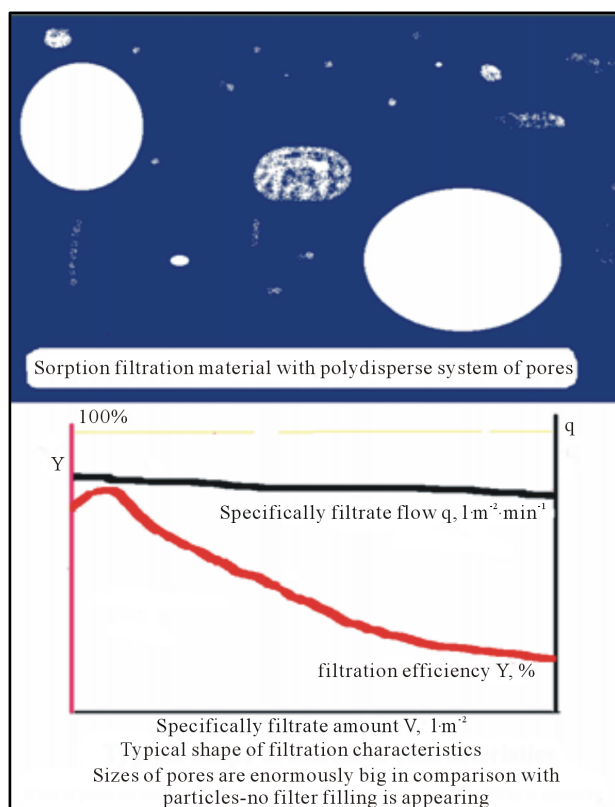 Sorption filtration material with polydisperse system of pores
100%
q
Y
Specifically filtrate flow q, l·m⁻²·min⁻¹
filtration efficiency Y, %
Specifically filtrate amount V, l·m⁻²
Typical shape of filtration characteristics
Sizes of pores are enormously big in comparison with
particles-no filter filling is appearing